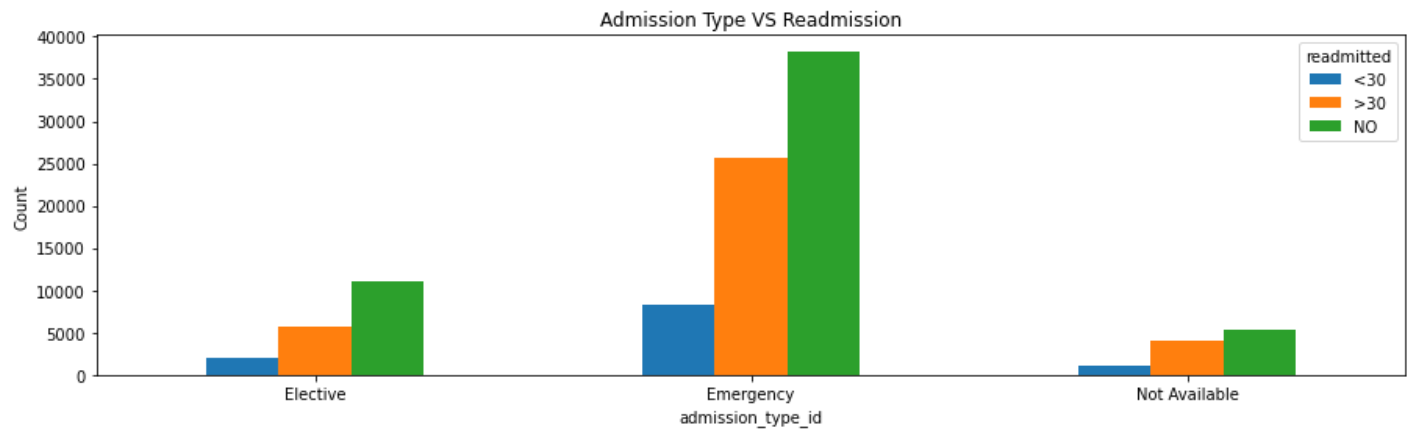 Admission Type VS Readmission
40000
35000
30000
25000
20000
15000
10000
5000
0
Count
readmitted
<30
>30
NO
Elective
Emergency
Not Available
admission_type_id